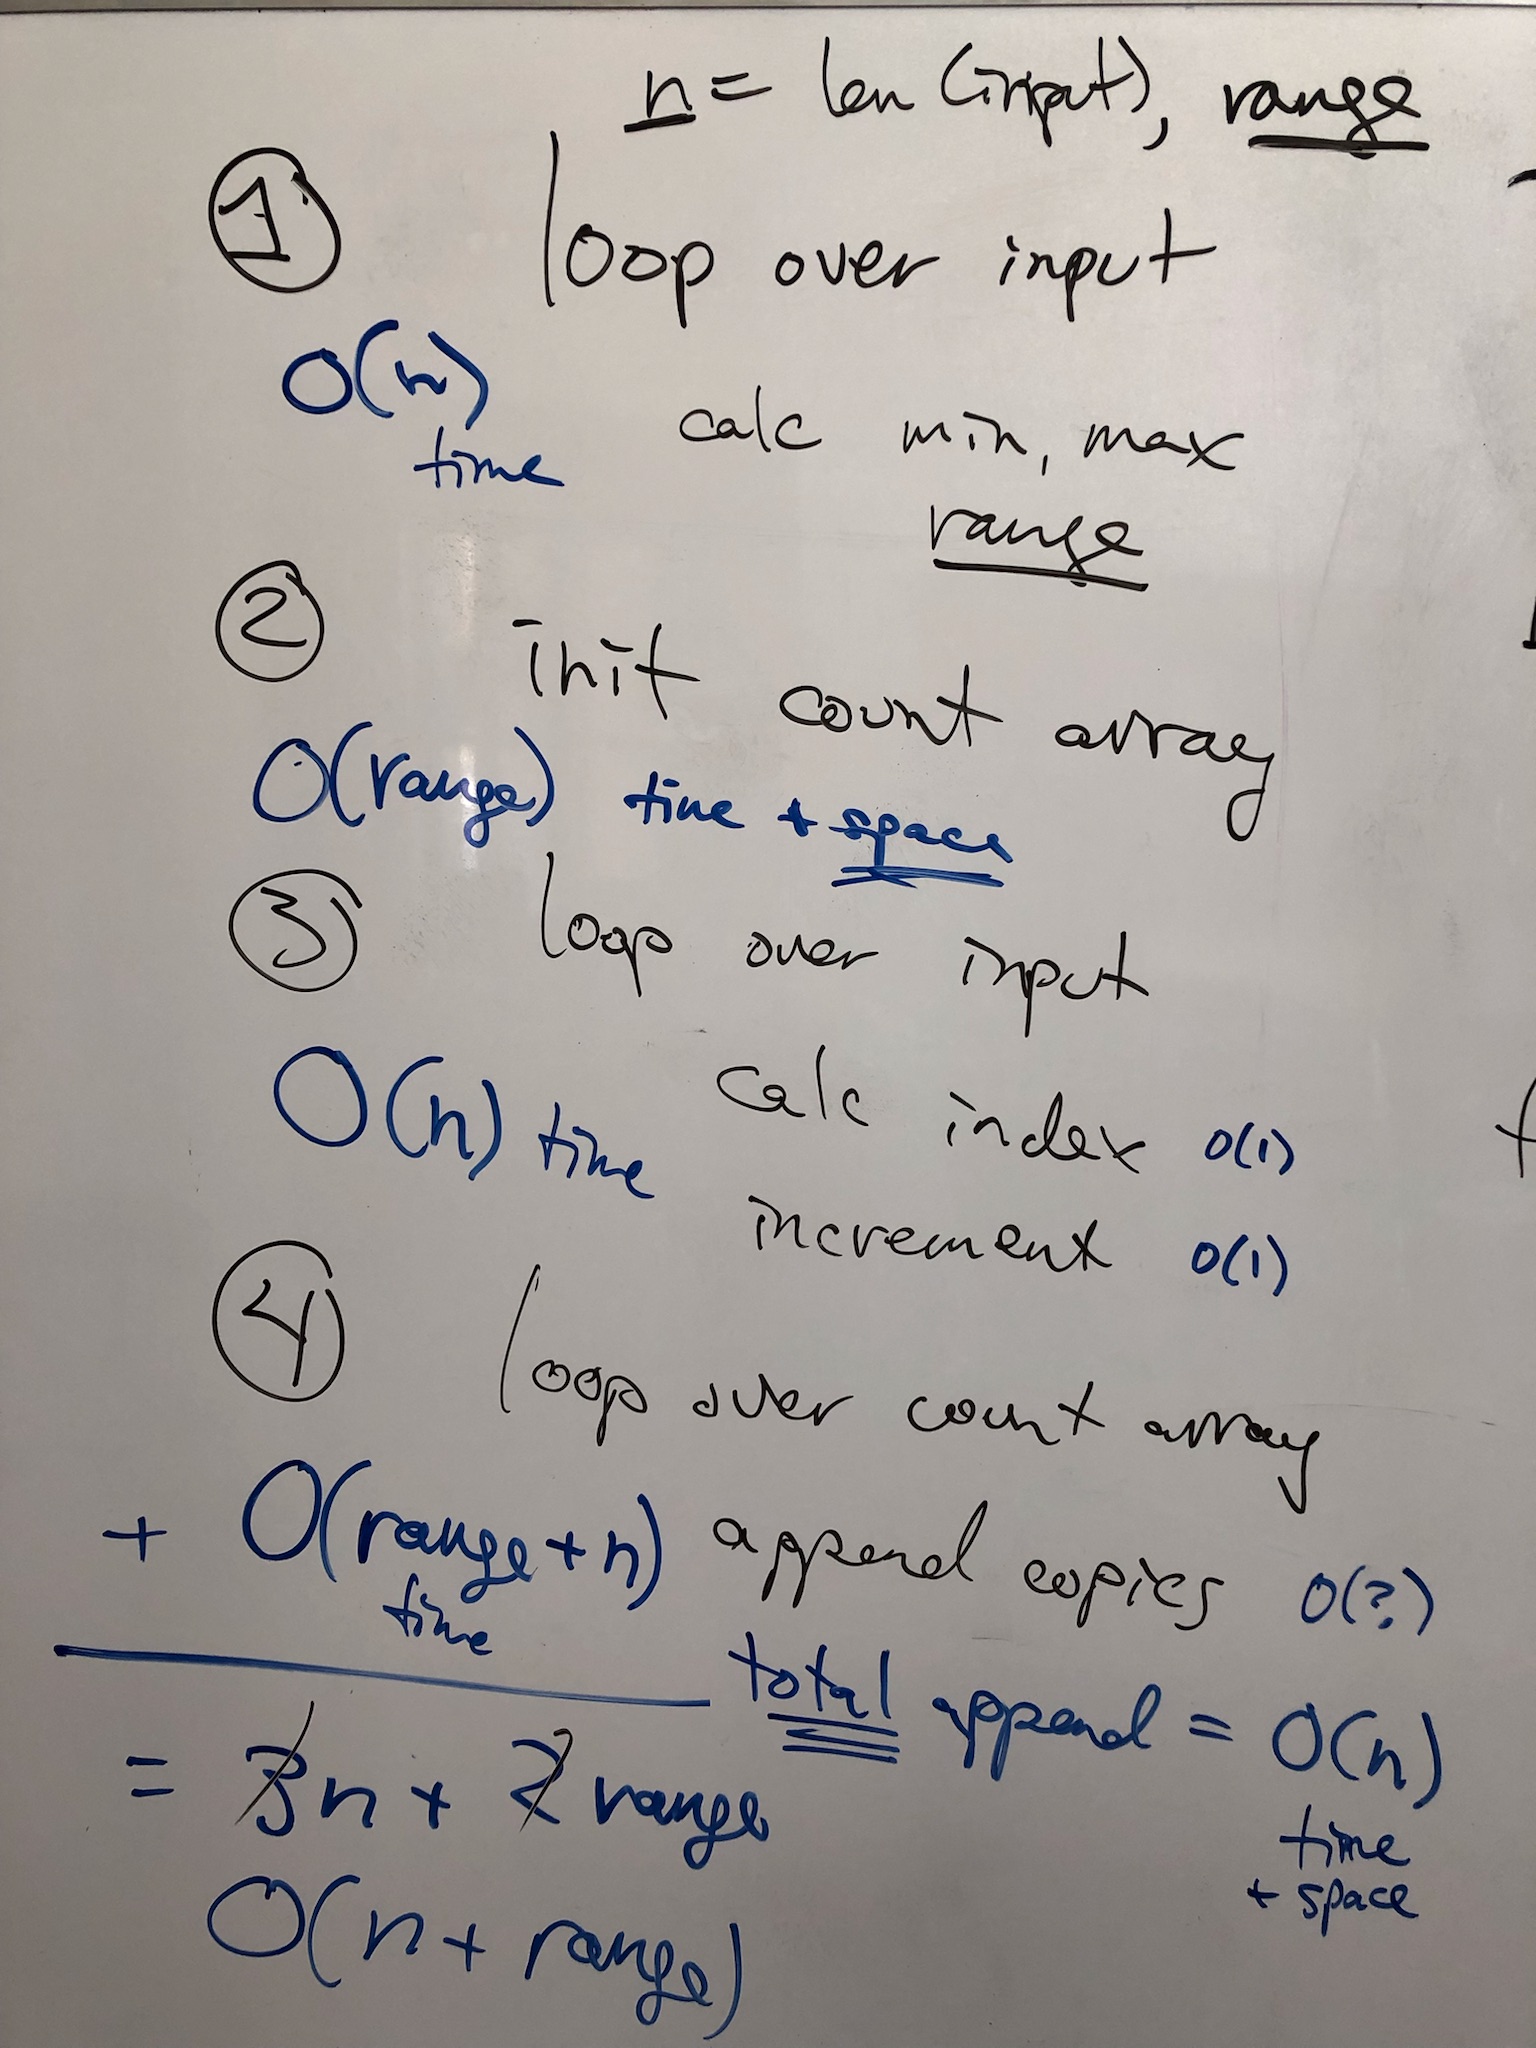 n = len(input), range
1 loop over input
O(n) time calc min, max
range
2 init count array
O(range) time + space
3 loop over input
O(n) time calc index O(1)
increment O(1)
4 loop over count array
+ O(range + n) time append copies O(?)
total append = O(n) time + space
= 3n + 2 range
O(n + range)